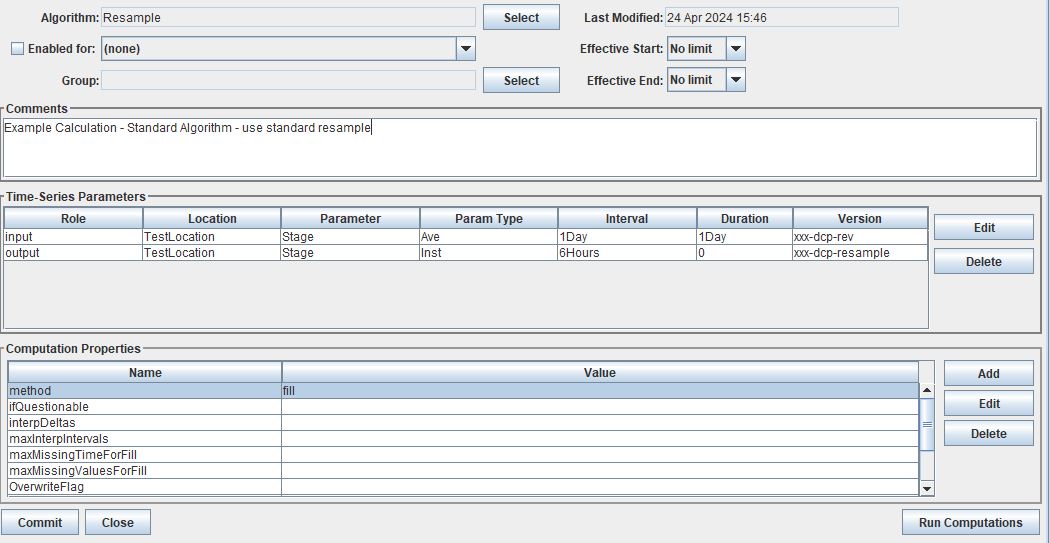 Algorithm: Resample Select Last Modified: 24 Apr 2024 15:46
Enabled for: (none) Effective Start: No limit
Group: Select Effective End: No limit
Comments
Example Calculation - Standard Algorithm - use standard resample
Time-Series Parameters
Role Location Parameter Param Type Interval Duration Version
input TestLocation Stage Ave 1Day 1Day xxx-dcp-rev Edit
output TestLocation Stage Inst 6Hours 0 xxx-dcp-resample
Delete
Computation Properties
Name Value Add
method fill
ifQuestionable Edit
interpDeltas
maxInterpIntervals Delete
maxMissingTimeForFill
maxMissingValuesForFill
OverwriteFlag
Commit Close Run Computations